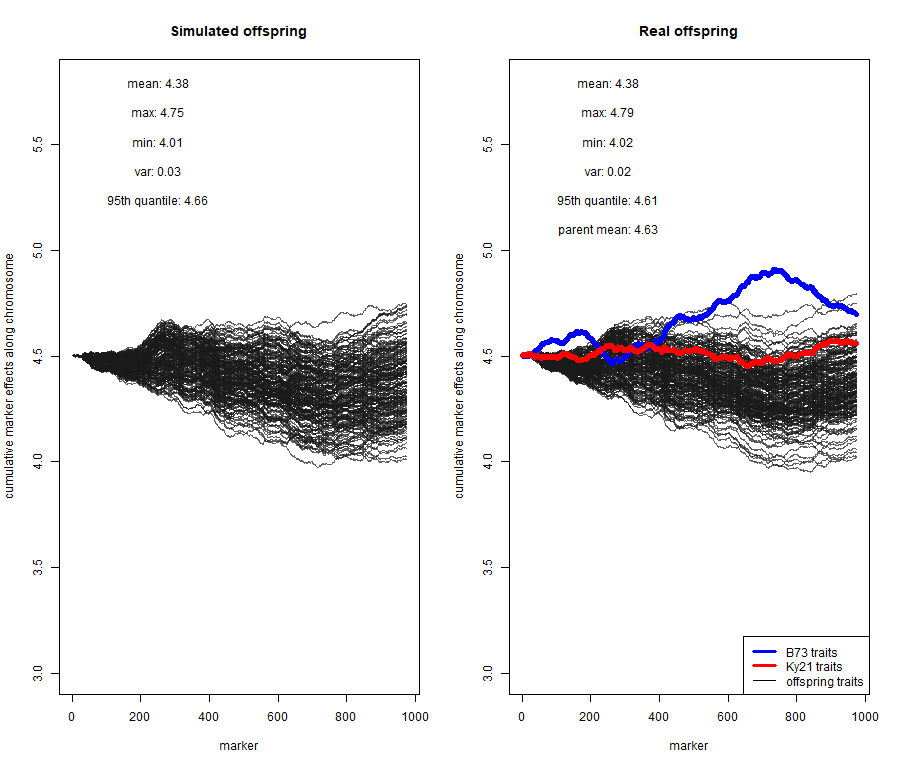 Simulated offspring
mean: 4.38
max: 4.75
min: 4.01
var: 0.03
95th quantile: 4.66
cumulative marker effects along chromosome
5.5
5.0
4.5
4.0
3.5
3.0
0 200 400 600 800 1000
marker
Real offspring
mean: 4.38
max: 4.79
min: 4.02
var: 0.02
95th quantile: 4.61
parent mean: 4.63
cumulative marker effects along chromosome
5.5
5.0
4.5
4.0
3.5
3.0
B73 traits
Ky21 traits
offspring traits
0 200 400 600 800 1000
marker